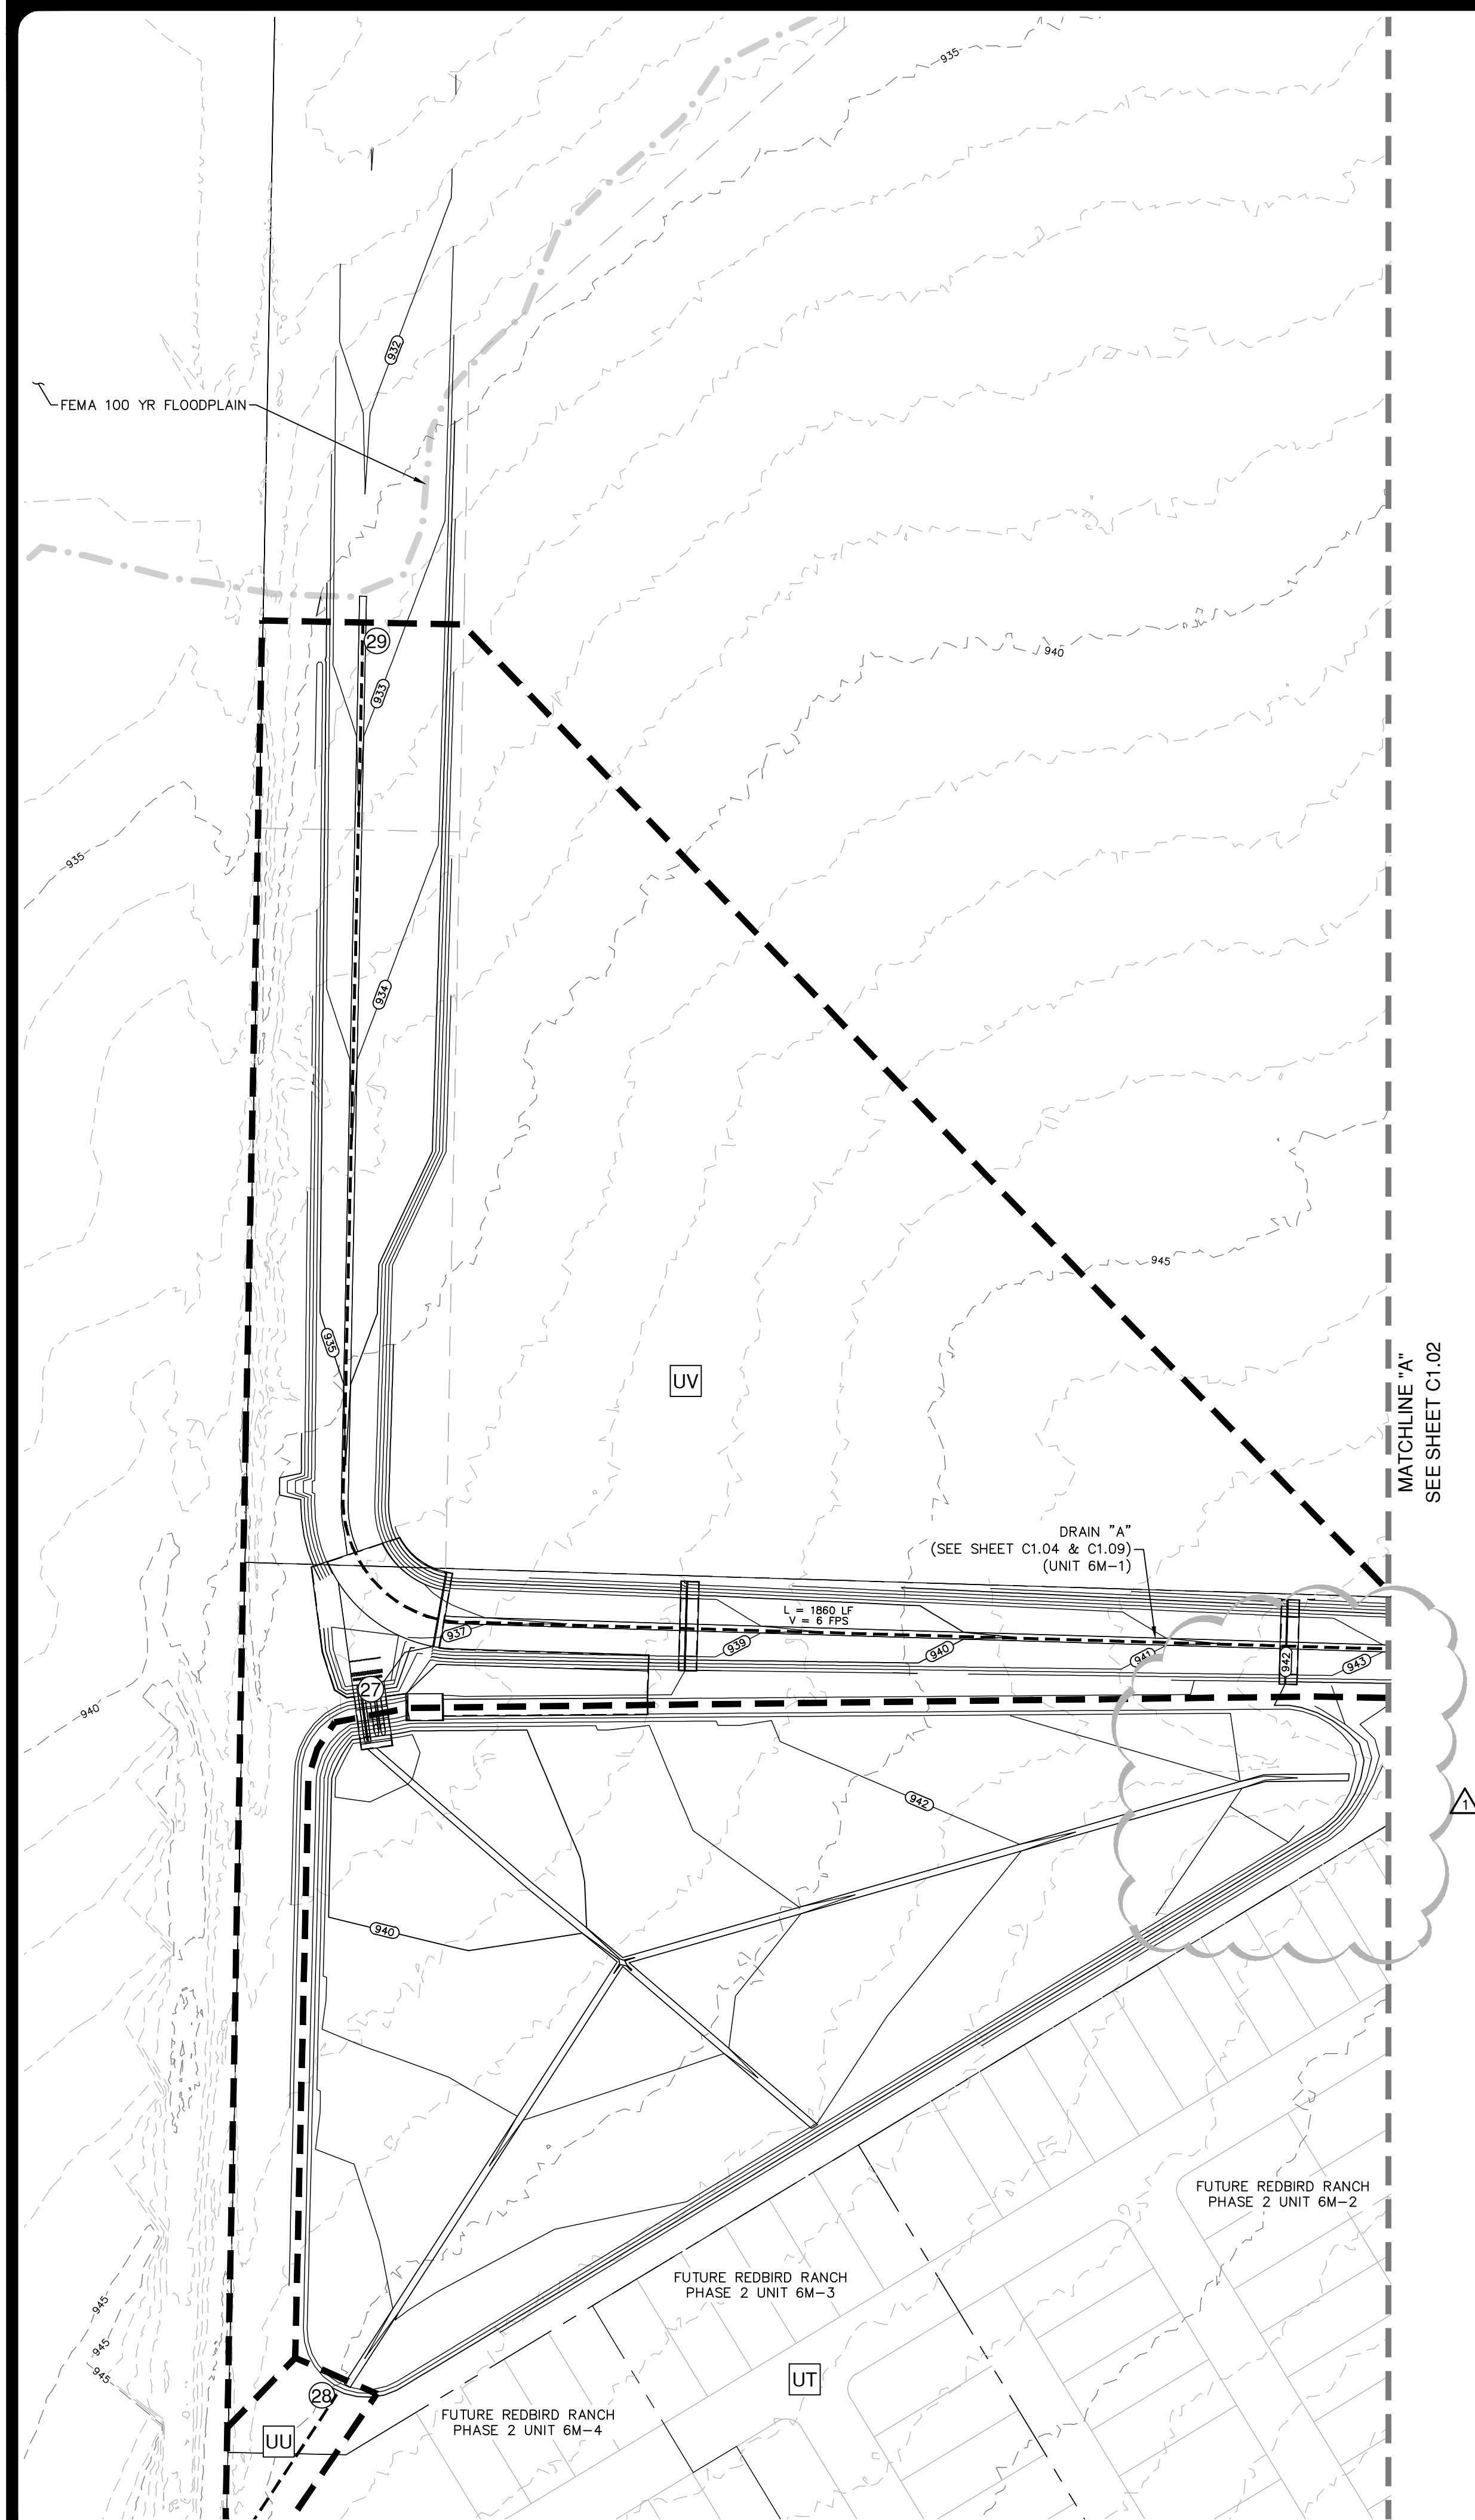 935
932
FEMA 100 YR FLOODPLAIN
29
933
940
935
934
945
935
MATCHLINE "A"
SEE SHEET C1.02
UV
DRAIN "A"
(SEE SHEET C1.04 & C1.09)
(UNIT 6M-1)
L = 1860 LF
V = 6 FPS
937
939
940
941
942
943
27
940
942
1
940
FUTURE REDBIRD RANCH
PHASE 2 UNIT 6M-2
FUTURE REDBIRD RANCH
PHASE 2 UNIT 6M-3
945
945
945
UT
28
FUTURE REDBIRD RANCH
PHASE 2 UNIT 6M-4
UU